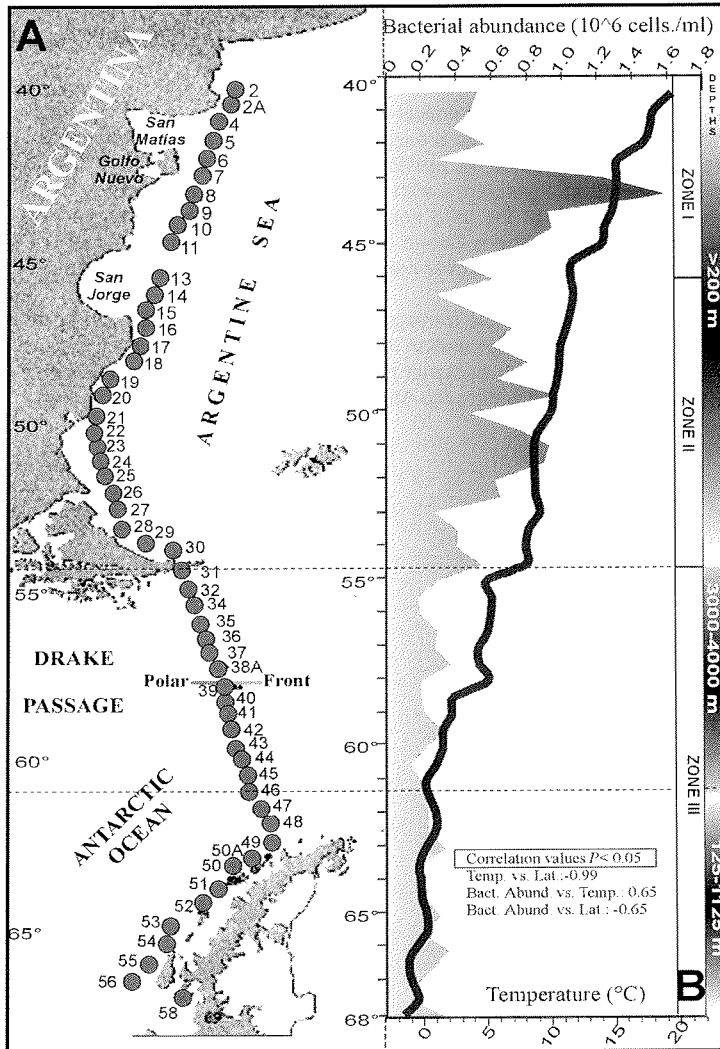 A
ARGENTINA
San
Matías
Golfo
Nuevo
San
Jorge
ARGENTINE SEA
DRAKE
PASSAGE
Polar Front
ANTARCTIC
OCEAN
40°
45°
50°
55°
60°
65°
2
2A
4
5
6
7
8
9
10
11
13
14
15
16
17
18
19
20
21
22
23
24
25
26
27
28
29
30
31
32
34
35
36
37
38A
39
40
41
42
43
44
45
46
47
48
49
50A
50
51
52
53
54
55
56
58
69
Bacterial abundance (10^6 cells./ml)
0 0.2 0.4 0.6 0.8 1.0 1.2 1.4 1.6 1.8
40°
45°
50°
55°
60°
65°
68°
DEPTHS
ZONE I
ZONE II
ZONE III
>200 m
3000-4000 m
125-1125 m
Correlation values P< 0.05
Temp. vs. Lat.:-0.99
Bact. Abund vs. Temp.: 0.65
Bact. Abund vs. Lat.: -0.65
Temperature (°C)
B
0 5 10 15 20